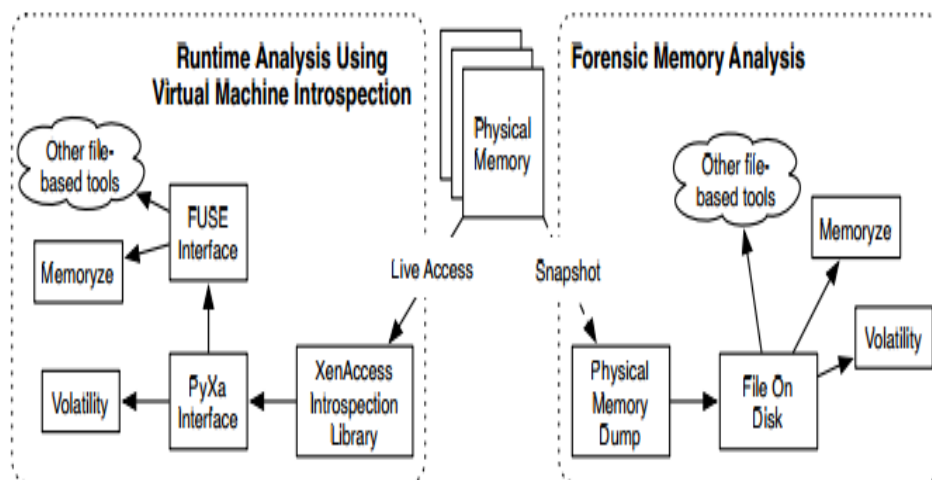 Runtime Analysis Using
Virtual Machine Introspection
Other file-
based tools
FUSE
Interface
Memoryze
Volatility
PyXa
Interface
XenAccess
Introspection
Library
Physical
Memory
Live Access
Snapshot
Forensic Memory Analysis
Other file-
based tools
Memoryze
Volatility
Physical
Memory
Dump
File On
Disk